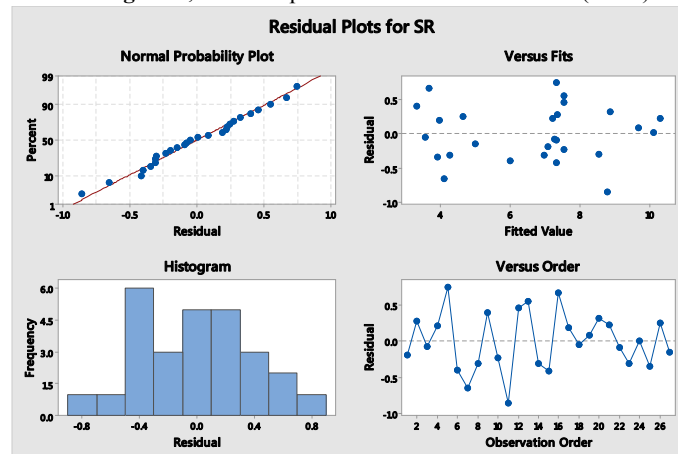 Residual Plots for SR
Normal Probability Plot
Versus Fits
99
90
50
10
1
Percent
-1.0 -0.5 0.0 0.5 1.0
Residual
0.5
0.0
-0.5
-1.0
Residual
4 6 8 10
Fitted Value
Histogram
Versus Order
6.0
4.5
3.0
1.5
0.0
Frequency
-0.8 -0.4 0.0 0.4 0.8
Residual
0.5
0.0
-0.5
-1.0
Residual
2 4 6 8 10 12 14 16 18 20 22 24 26
Observation Order